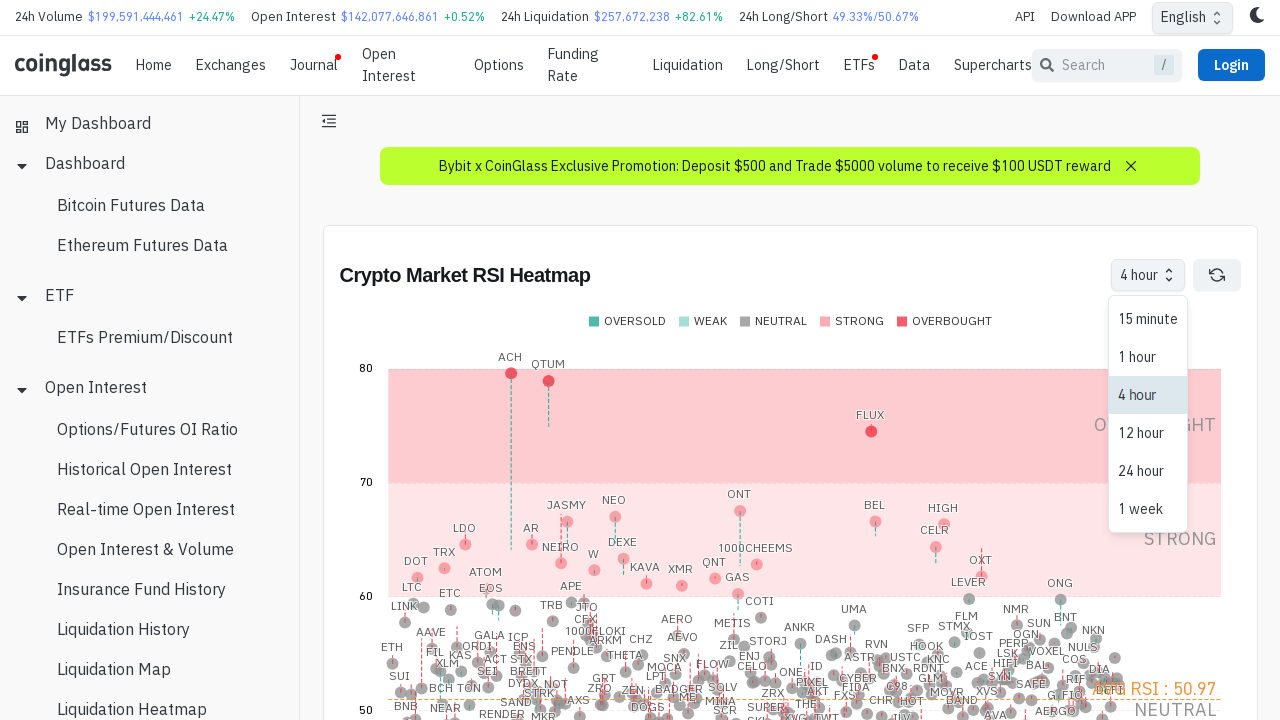 24h Volume $199,591,444,461 +24.47% Open Interest $142,077,646,861 +0.52% 24h Liquidation $257,672,238 +82.61% 24h Long/Short 49.33%/50.67% API Download APP English
coinglass Home Exchanges Journal Open Interest Options Funding Rate Liquidation Long/Short ETFs Data Supercharts Search / Login
My Dashboard
Dashboard
Bitcoin Futures Data
Ethereum Futures Data
ETF
ETFs Premium/Discount
Open Interest
Options/Futures OI Ratio
Historical Open Interest
Real-time Open Interest
Open Interest & Volume
Insurance Fund History
Liquidation History
Liquidation Map
Liquidation Heatmap
Bybit x CoinGlass Exclusive Promotion: Deposit $500 and Trade $5000 volume to receive $100 USDT reward
Crypto Market RSI Heatmap
4 hour
15 minute
1 hour
4 hour
12 hour
24 hour
1 week
OVERSOLD WEAK NEUTRAL STRONG OVERBOUGHT
80
ACH QTUM
FLUX
70
ONT
NEO JASMY BEL HIGH
LDO AR CELR
STRONG
DEXE NEIRO 1000CHEEMS
TRX W
DOT KAVA XMR QNT OXT
ATOM GAS
LTC EOS APE LEVER ONG
60
ETC COTI
LINK TRB JTO UMA NMR
CFX AERO METIS FLM SUN BNT
AAVE GALA ICP 1000FLOKI CHZ AEVO ANKR DASH SFP STMX IOST OGN NKN
ETH FIL ORDI ENS ARKM ZIL STORJ RVN HOOK PERP NULS
KAS ACT STX PENDLE THETA SNX ENJ ASTR USTC KNC LSK VOXEL COS
XLM SEI BRETT MOCA FLOW CELO ID BNX RDNT ACE HIFI BAL DIA
SUI DYDX NOT GRT LPT ONE CYBER GLM SYN RIF
BCH TON STRK ZRO ZEN BADGER SQLV ZRX PIXEL AKT IDA C98 MOVR XVS SAFE
BNB NEAR SAND AXS DOGS MINA SUPER THE FXS CHR HOT BAND AERGO
RENDER MKR XVG TWT AVA
RSI : 50.97
NEUTRAL
50